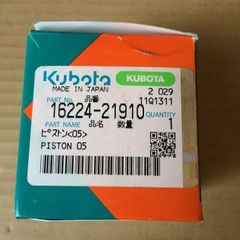 Kubota KUBOTA
MADE IN JAPAN 2 029
PART NO. 品番 11Q1311
16224-21910
PART NAME 品名 数量 QUANTITY
ピストン<05> 1
PISTON 05